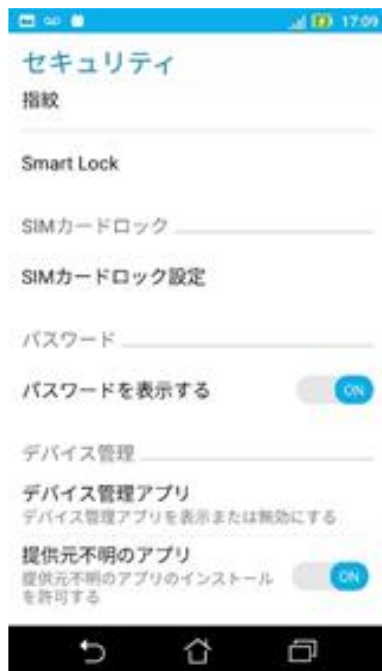 17:09
セキュリティ
指紋
Smart Lock
SIMカードロック
SIMカードロック設定
パスワード
パスワードを表示する
ON
デバイス管理
デバイス管理アプリ
デバイス管理アプリを表示または無効にする
提供元不明のアプリ
提供元不明のアプリのインストール
を許可する
ON